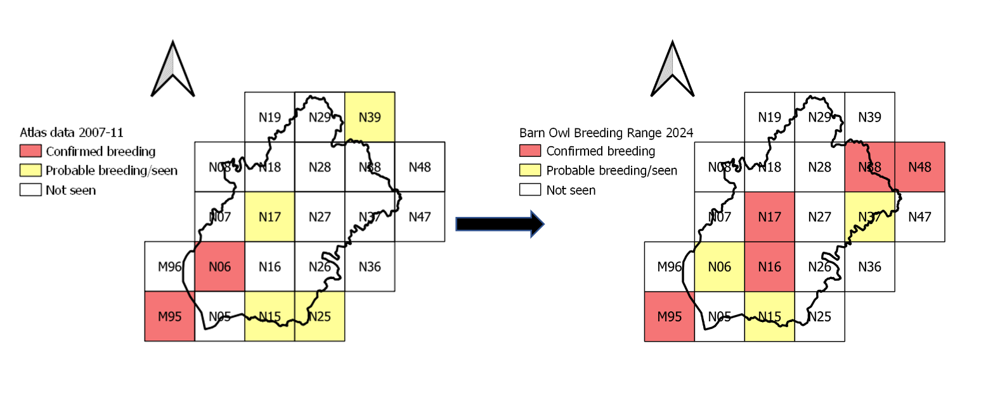 Atlas data 2007-11
Confirmed breeding
Probable breeding/seen
Not seen
N19 N29 N39
N08 N18 N28 N38 N48
N07 N17 N27 N37 N47
M96 N06 N16 N26 N36
M95 N05 N15 N25
Barn Owl Breeding Range 2024
Confirmed breeding
Probable breeding/seen
Not seen
N19 N29 N39
N08 N18 N28 N38 N48
N07 N17 N27 N37 N47
M96 N06 N16 N26 N36
M95 N05 N15 N25